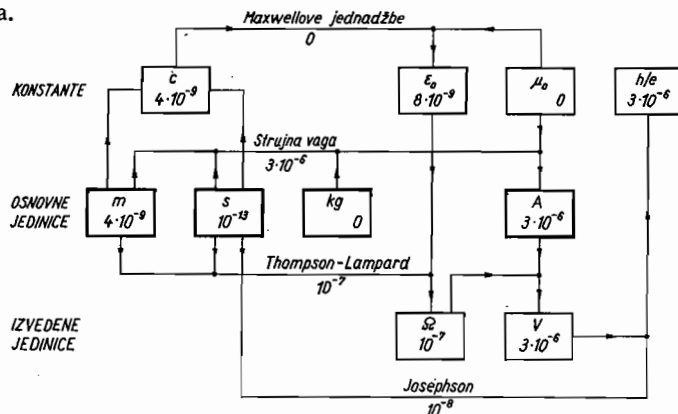 a.
Maxwellove jednadžbe
0
KONSTANTE
c
4·10⁻⁹
ε₀
8·10⁻⁹
μ₀
0
h/e
3·10⁻⁶
Strujna vaga
3·10⁻⁶
OSNOVNE
JEDINICE
m
4·10⁻⁹
s
10⁻¹³
kg
0
A
3·10⁻⁶
Thompson-Lampard
10⁻⁷
IZVEDENE
JEDINICE
Ω
10⁻⁷
V
3·10⁻⁶
Josephson
10⁻⁸